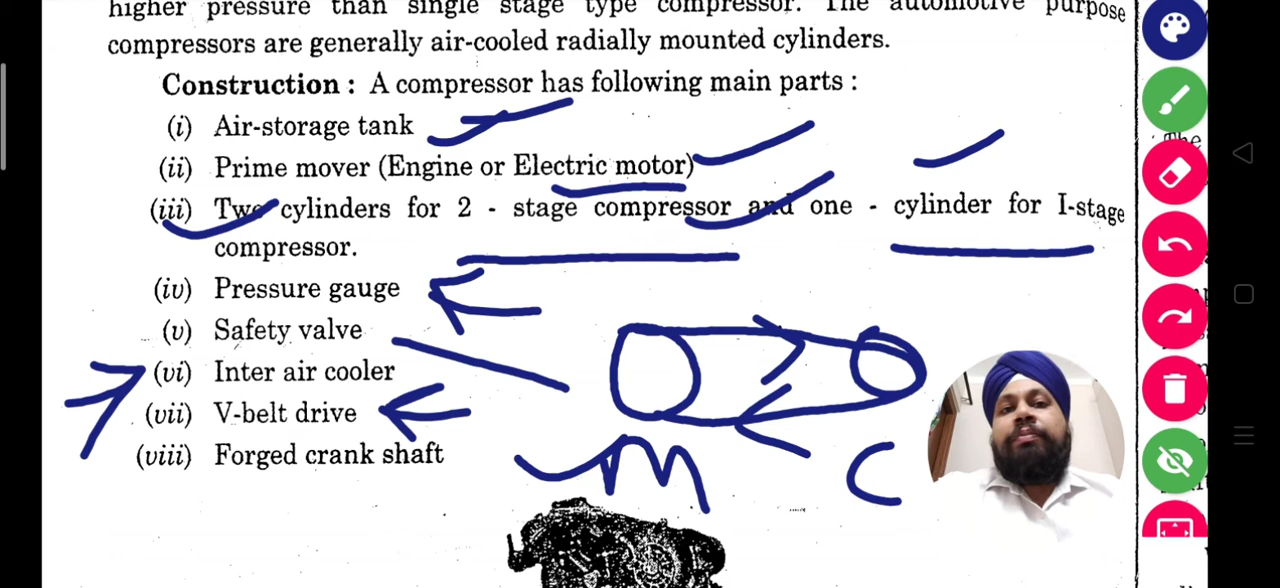 higher pressure than single stage type compressor. The automotive purpose
compressors are generally air-cooled radially mounted cylinders.
Construction : A compressor has following main parts :
(i) Air-storage tank
(ii) Prime mover (Engine or Electric motor)
(iii) Two cylinders for 2 - stage compressor and one - cylinder for I-stage
compressor.
(iv) Pressure gauge
(v) Safety valve
(vi) Inter air cooler
(vii) V-belt drive
(viii) Forged crank shaft
M C
The